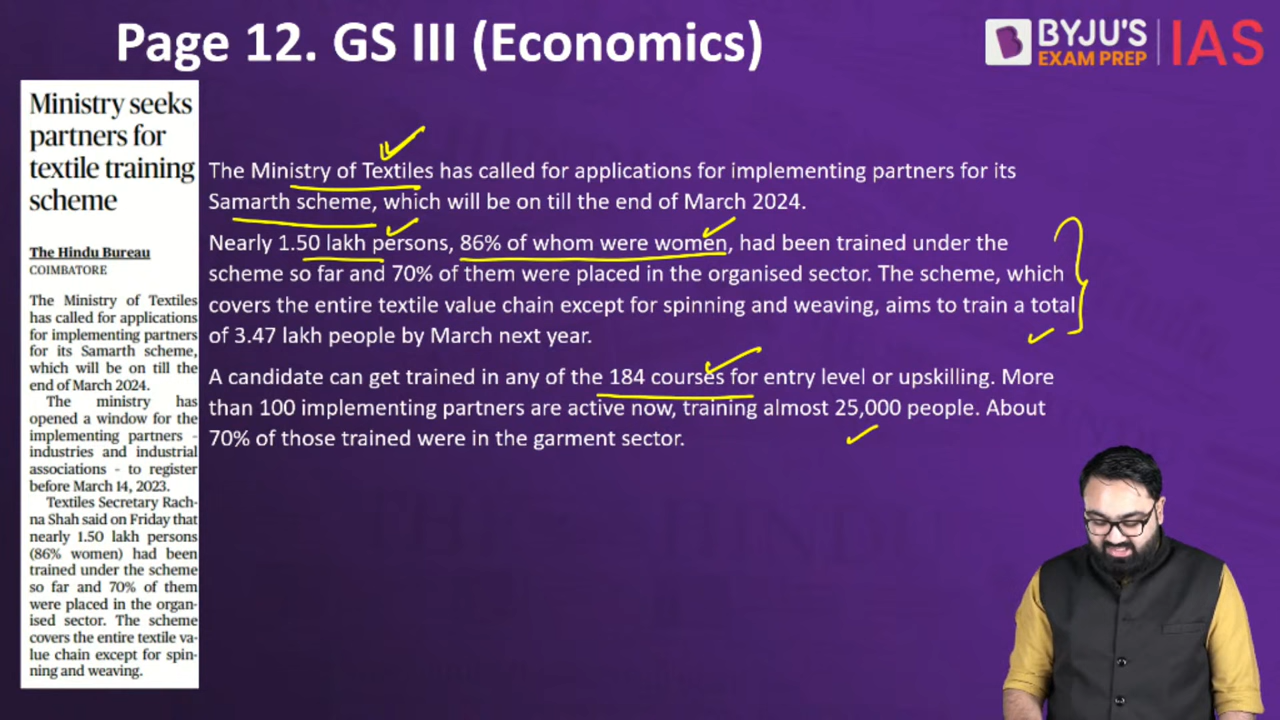 Page 12. GS III (Economics)
BYJU'S
EXAM PREP
IAS
Ministry seeks
partners for
textile training
scheme
The Hindu Bureau
COIMBATORE
The Ministry of Textiles
has called for applications
for implementing partners
for its Samarth scheme,
which will be on till the
end of March 2024.
The ministry has
opened a window for the
implementing partners -
industries and industrial
associations - to register
before March 14, 2023.
Textiles Secretary Rach-
na Shah said on Friday that
nearly 1.50 lakh persons
(86% women) had been
trained under the scheme
so far and 70% of them
were placed in the organ-
ised sector. The scheme
covers the entire textile va-
lue chain except for spin-
ning and weaving.
The Ministry of Textiles has called for applications for implementing partners for its
Samarth scheme, which will be on till the end of March 2024.
Nearly 1.50 lakh persons, 86% of whom were women, had been trained under the
scheme so far and 70% of them were placed in the organised sector. The scheme, which
covers the entire textile value chain except for spinning and weaving, aims to train a total
of 3.47 lakh people by March next year.
A candidate can get trained in any of the 184 courses for entry level or upskilling. More
than 100 implementing partners are active now, training almost 25,000 people. About
70% of those trained were in the garment sector.